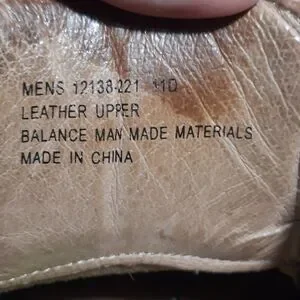 MENS 12138-221 11D
LEATHER UPPER
BALANCE MAN MADE MATERIALS
MADE IN CHINA